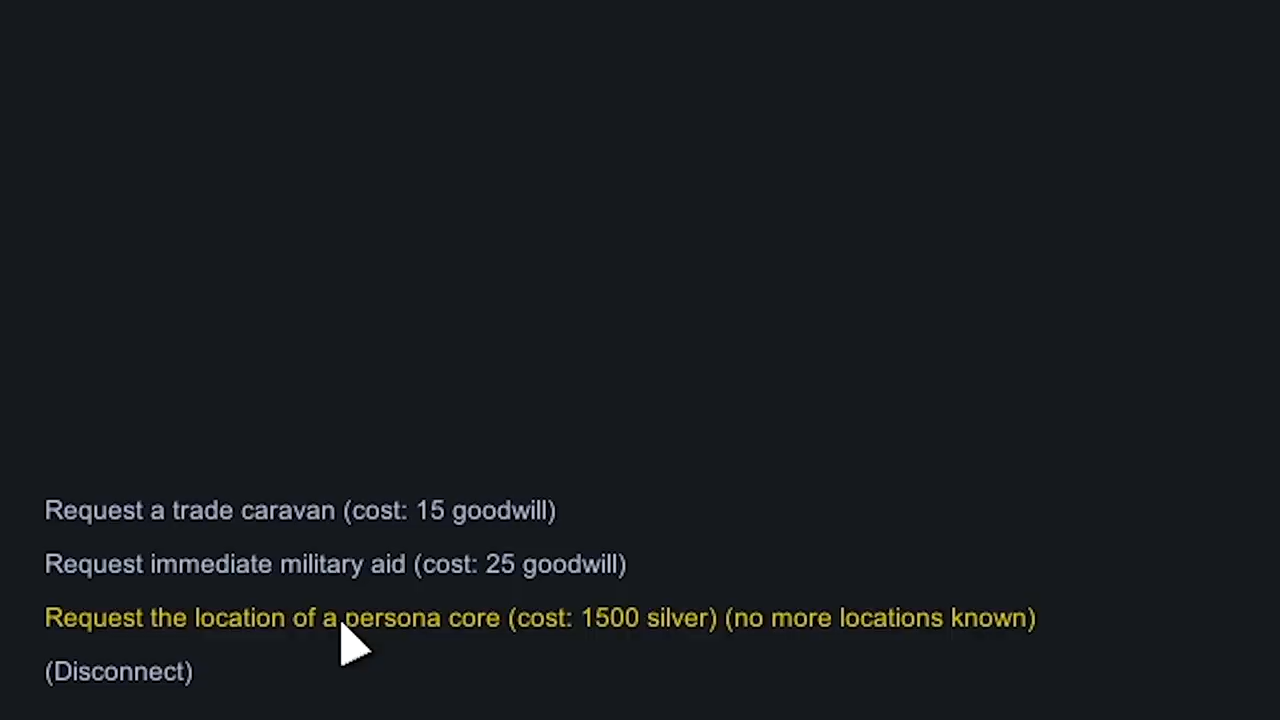 Request a trade caravan (cost: 15 goodwill)
Request immediate military aid (cost: 25 goodwill)
Request the location of a persona core (cost: 1500 silver) (no more locations known)
(Disconnect)